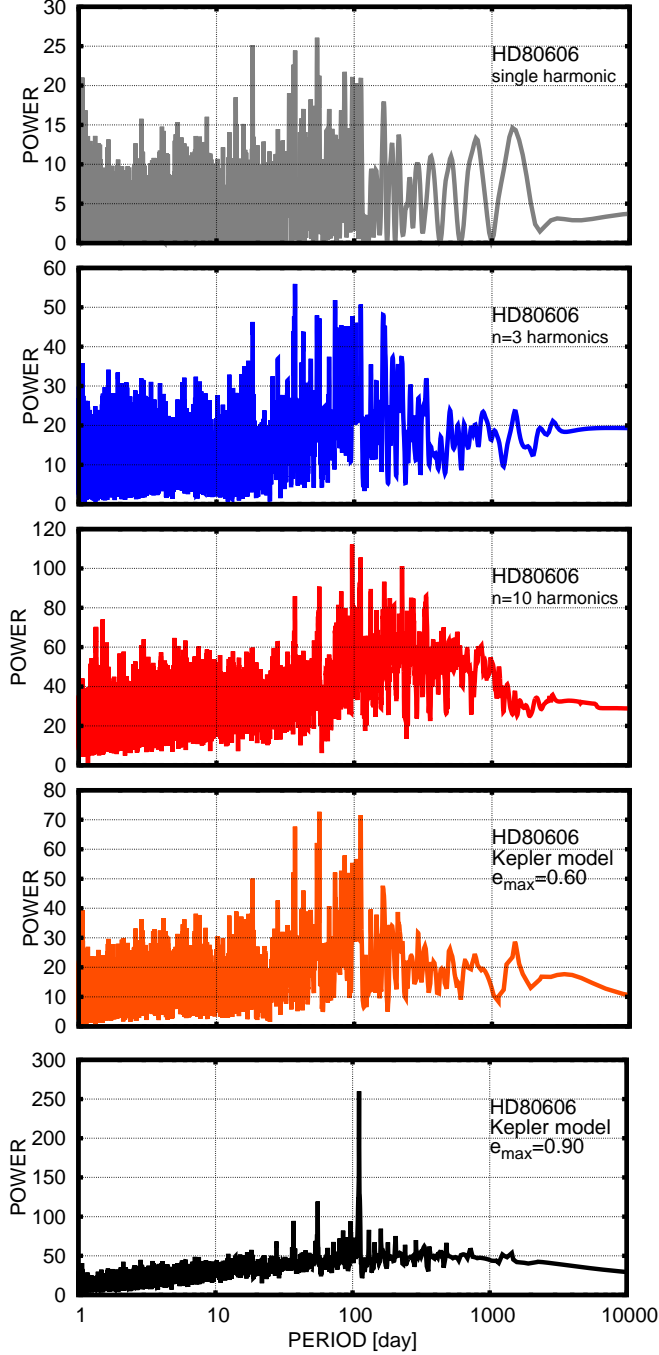 30
25
20
15
10
5
0
POWER
HD80606
single harmonic
60
50
40
30
20
10
0
POWER
HD80606
n=3 harmonics
120
100
80
60
40
20
0
POWER
HD80606
n=10 harmonics
80
70
60
50
40
30
20
10
0
POWER
HD80606
Kepler model
e_max=0.60
300
250
200
150
100
50
0
POWER
HD80606
Kepler model
e_max=0.90
1 10 100 1000 10000
PERIOD [day]